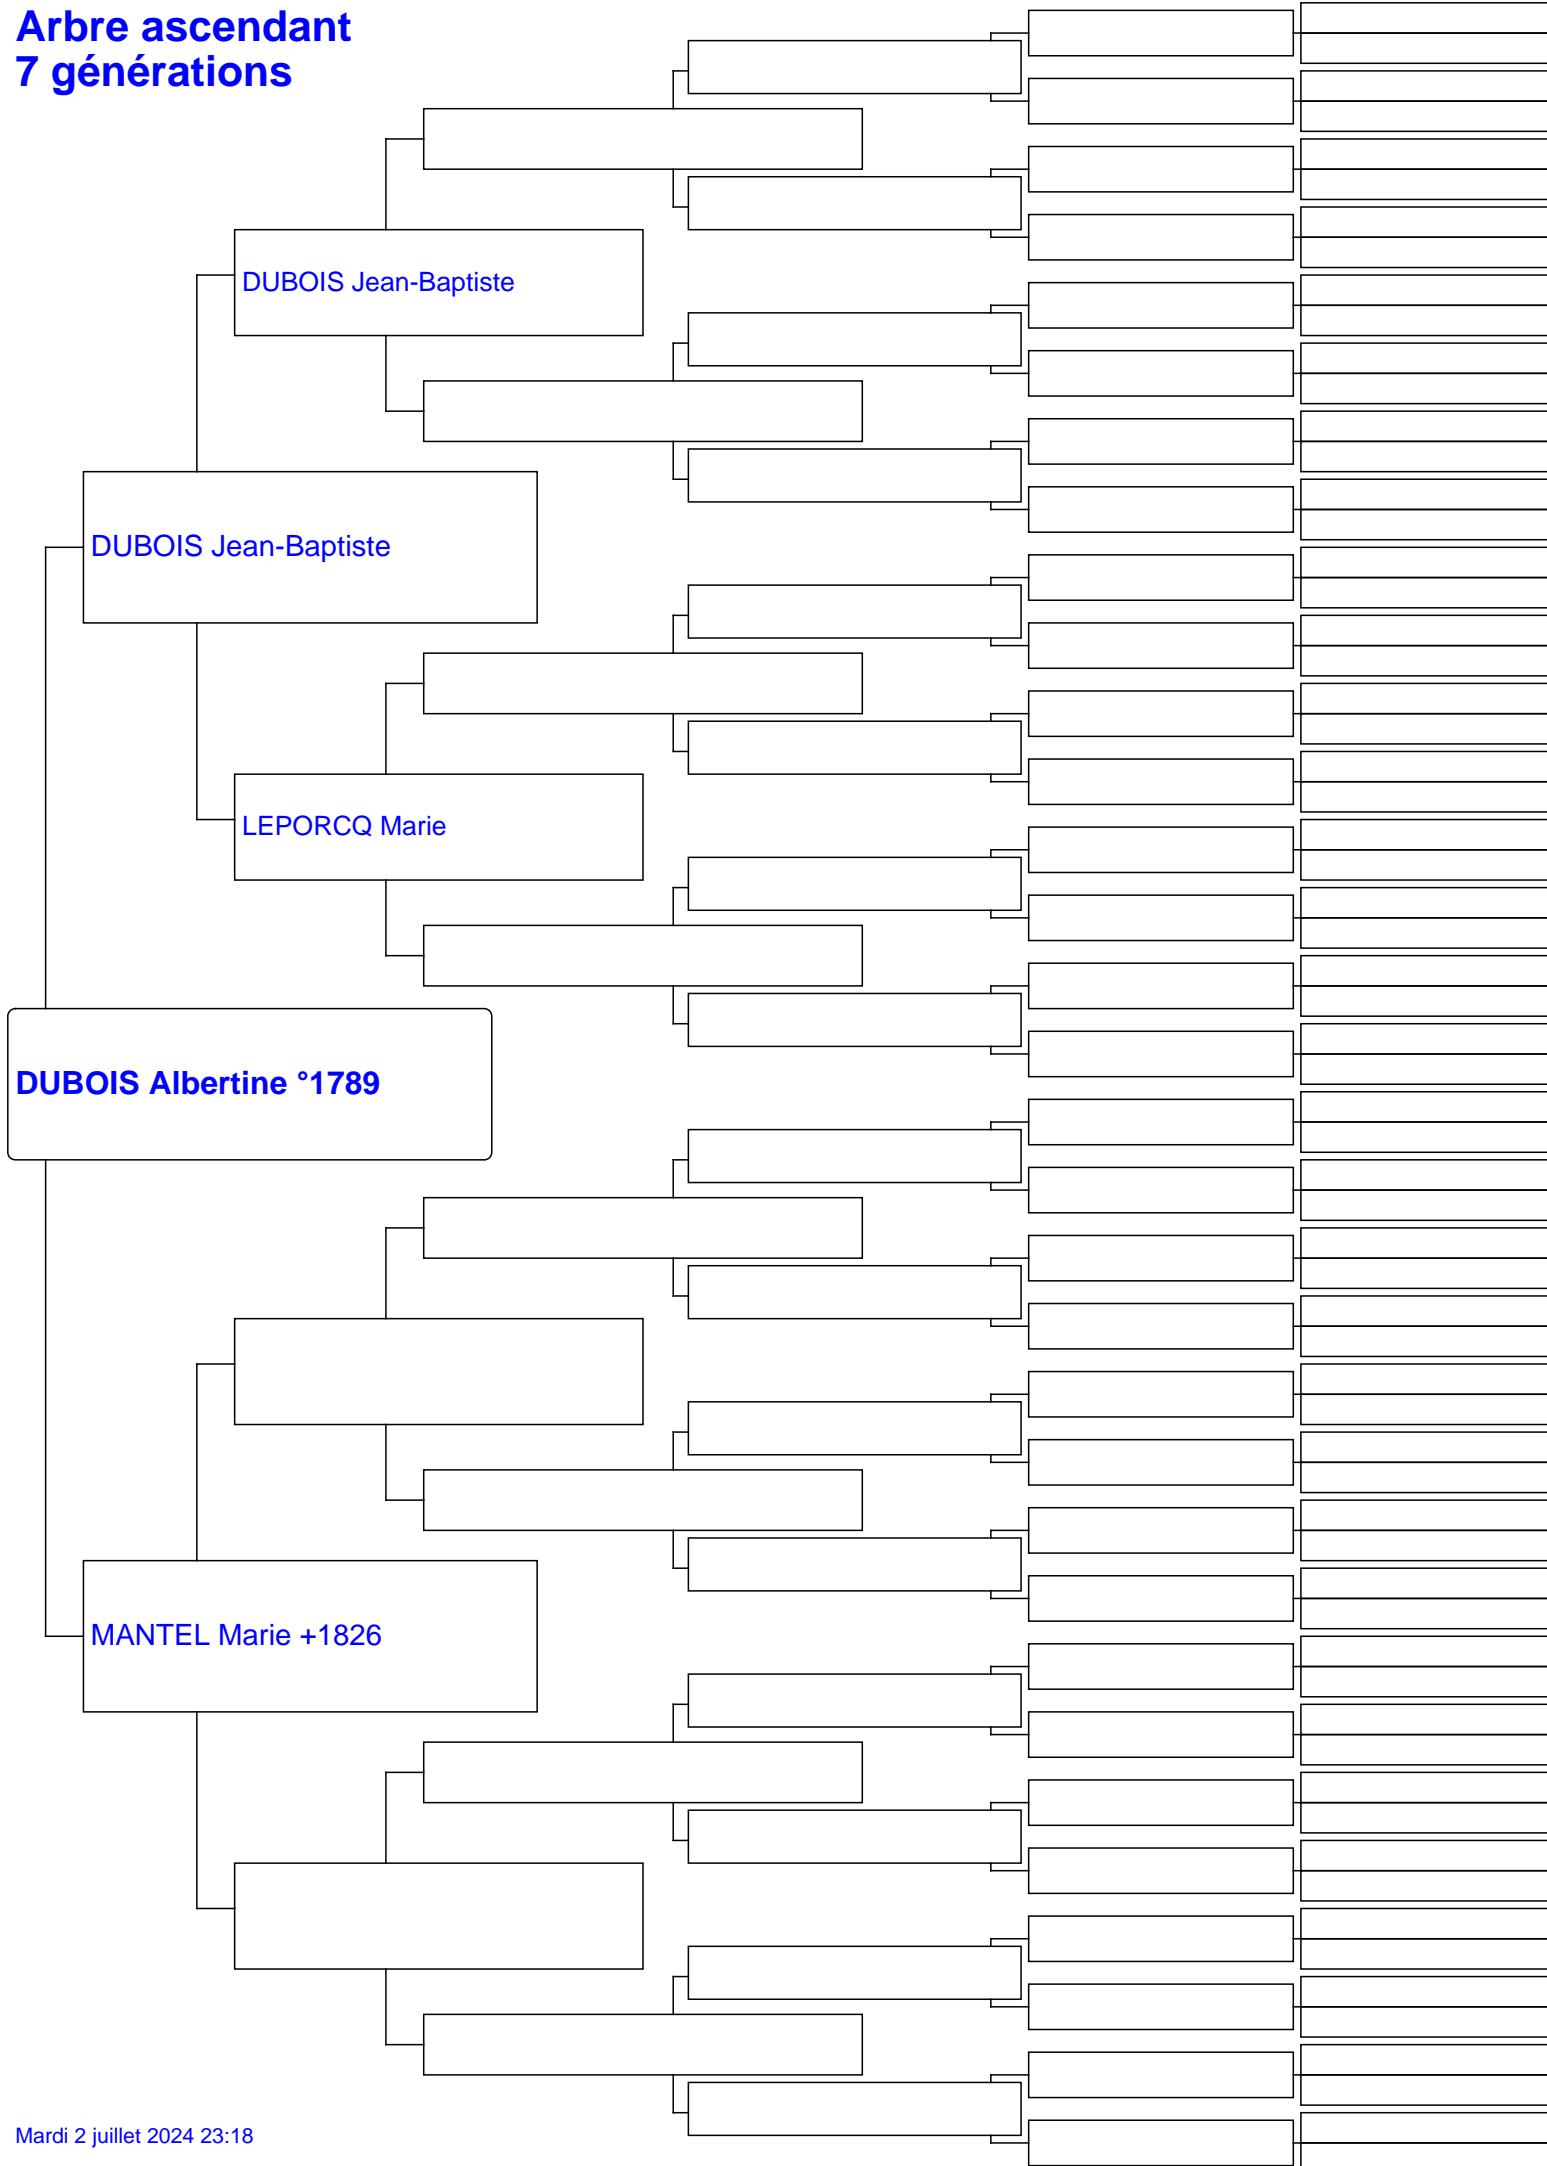 Arbre ascendant
7 générations
DUBOIS Jean-Baptiste
DUBOIS Jean-Baptiste
LEPORCQ Marie
DUBOIS Albertine °1789
MANTEL Marie +1826
Mardi 2 juillet 2024 23:18